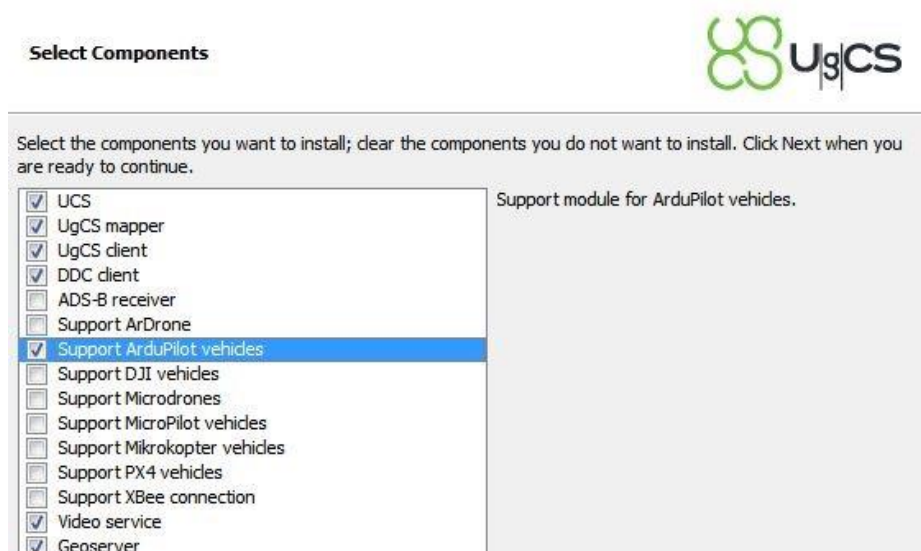 Select Components
UgCS
Select the components you want to install; clear the components you do not want to install. Click Next when you
are ready to continue.
UCS
UgCS mapper
UgCS client
DDC client
ADS-B receiver
Support ArDrone
Support ArduPilot vehicles
Support DJI vehicles
Support Microdrones
Support MicroPilot vehicles
Support Mikrokopter vehicles
Support PX4 vehicles
Support XBee connection
Video service
Geoserver
Support module for ArduPilot vehicles.